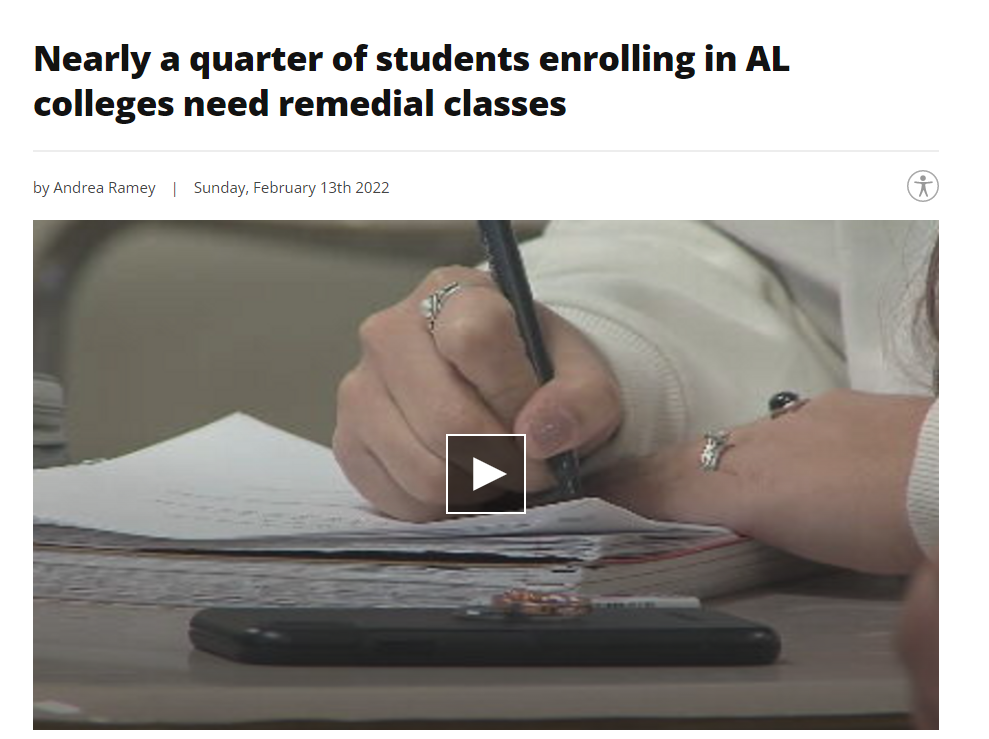 Nearly a quarter of students enrolling in AL
colleges need remedial classes
by Andrea Ramey | Sunday, February 13th 2022